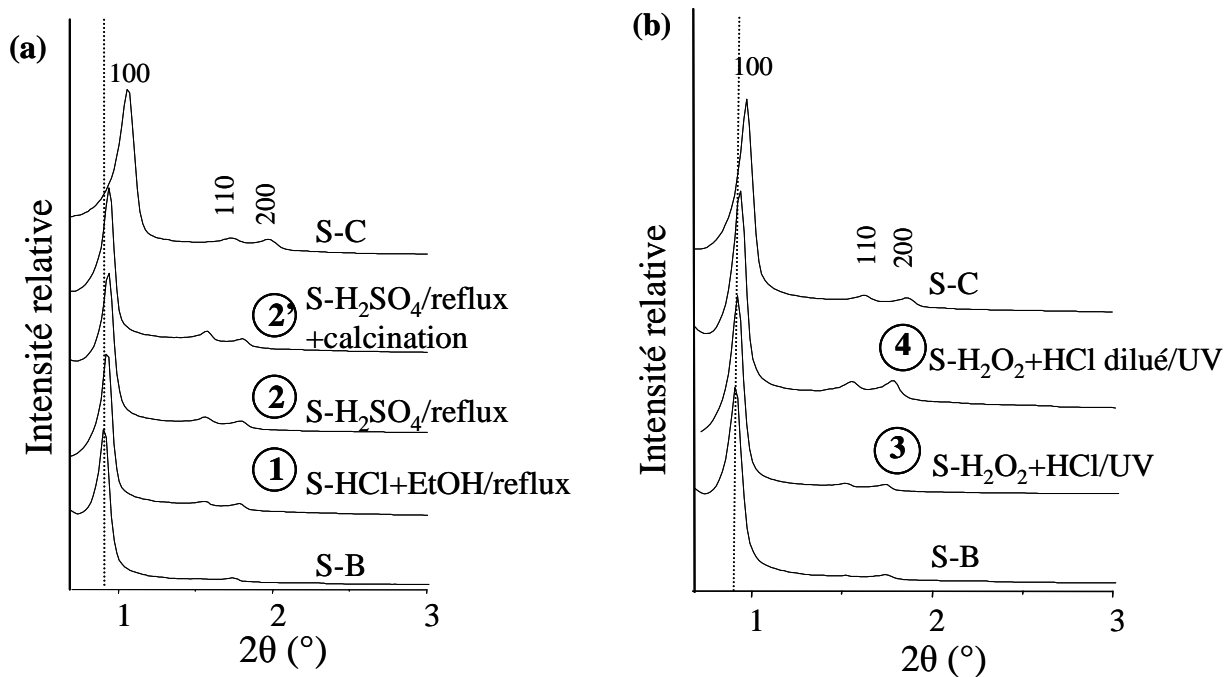 (a)
Intensité relative
100
110
200
S-C
2' S-H₂SO₄/reflux
+calcination
2 S-H₂SO₄/reflux
1 S-HCl+EtOH/reflux
S-B
1 2 3
2θ (°)
(b)
Intensité relative
100
110
200
S-C
4 S-H₂O₂+HCl dilué/UV
3 S-H₂O₂+HCl/UV
S-B
1 2 3
2θ (°)